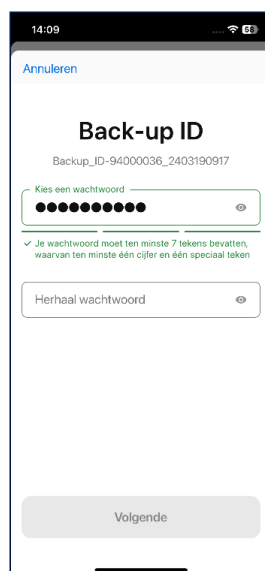 14:09
58
Annuleren
Back-up ID
Backup_ID-94000036_2403190917
Kies een wachtwoord
●●●●●●●●●●
✓ Je wachtwoord moet ten minste 7 tekens bevatten,
waarvan ten minste één cijfer en één speciaal teken
Herhaal wachtwoord
Volgende